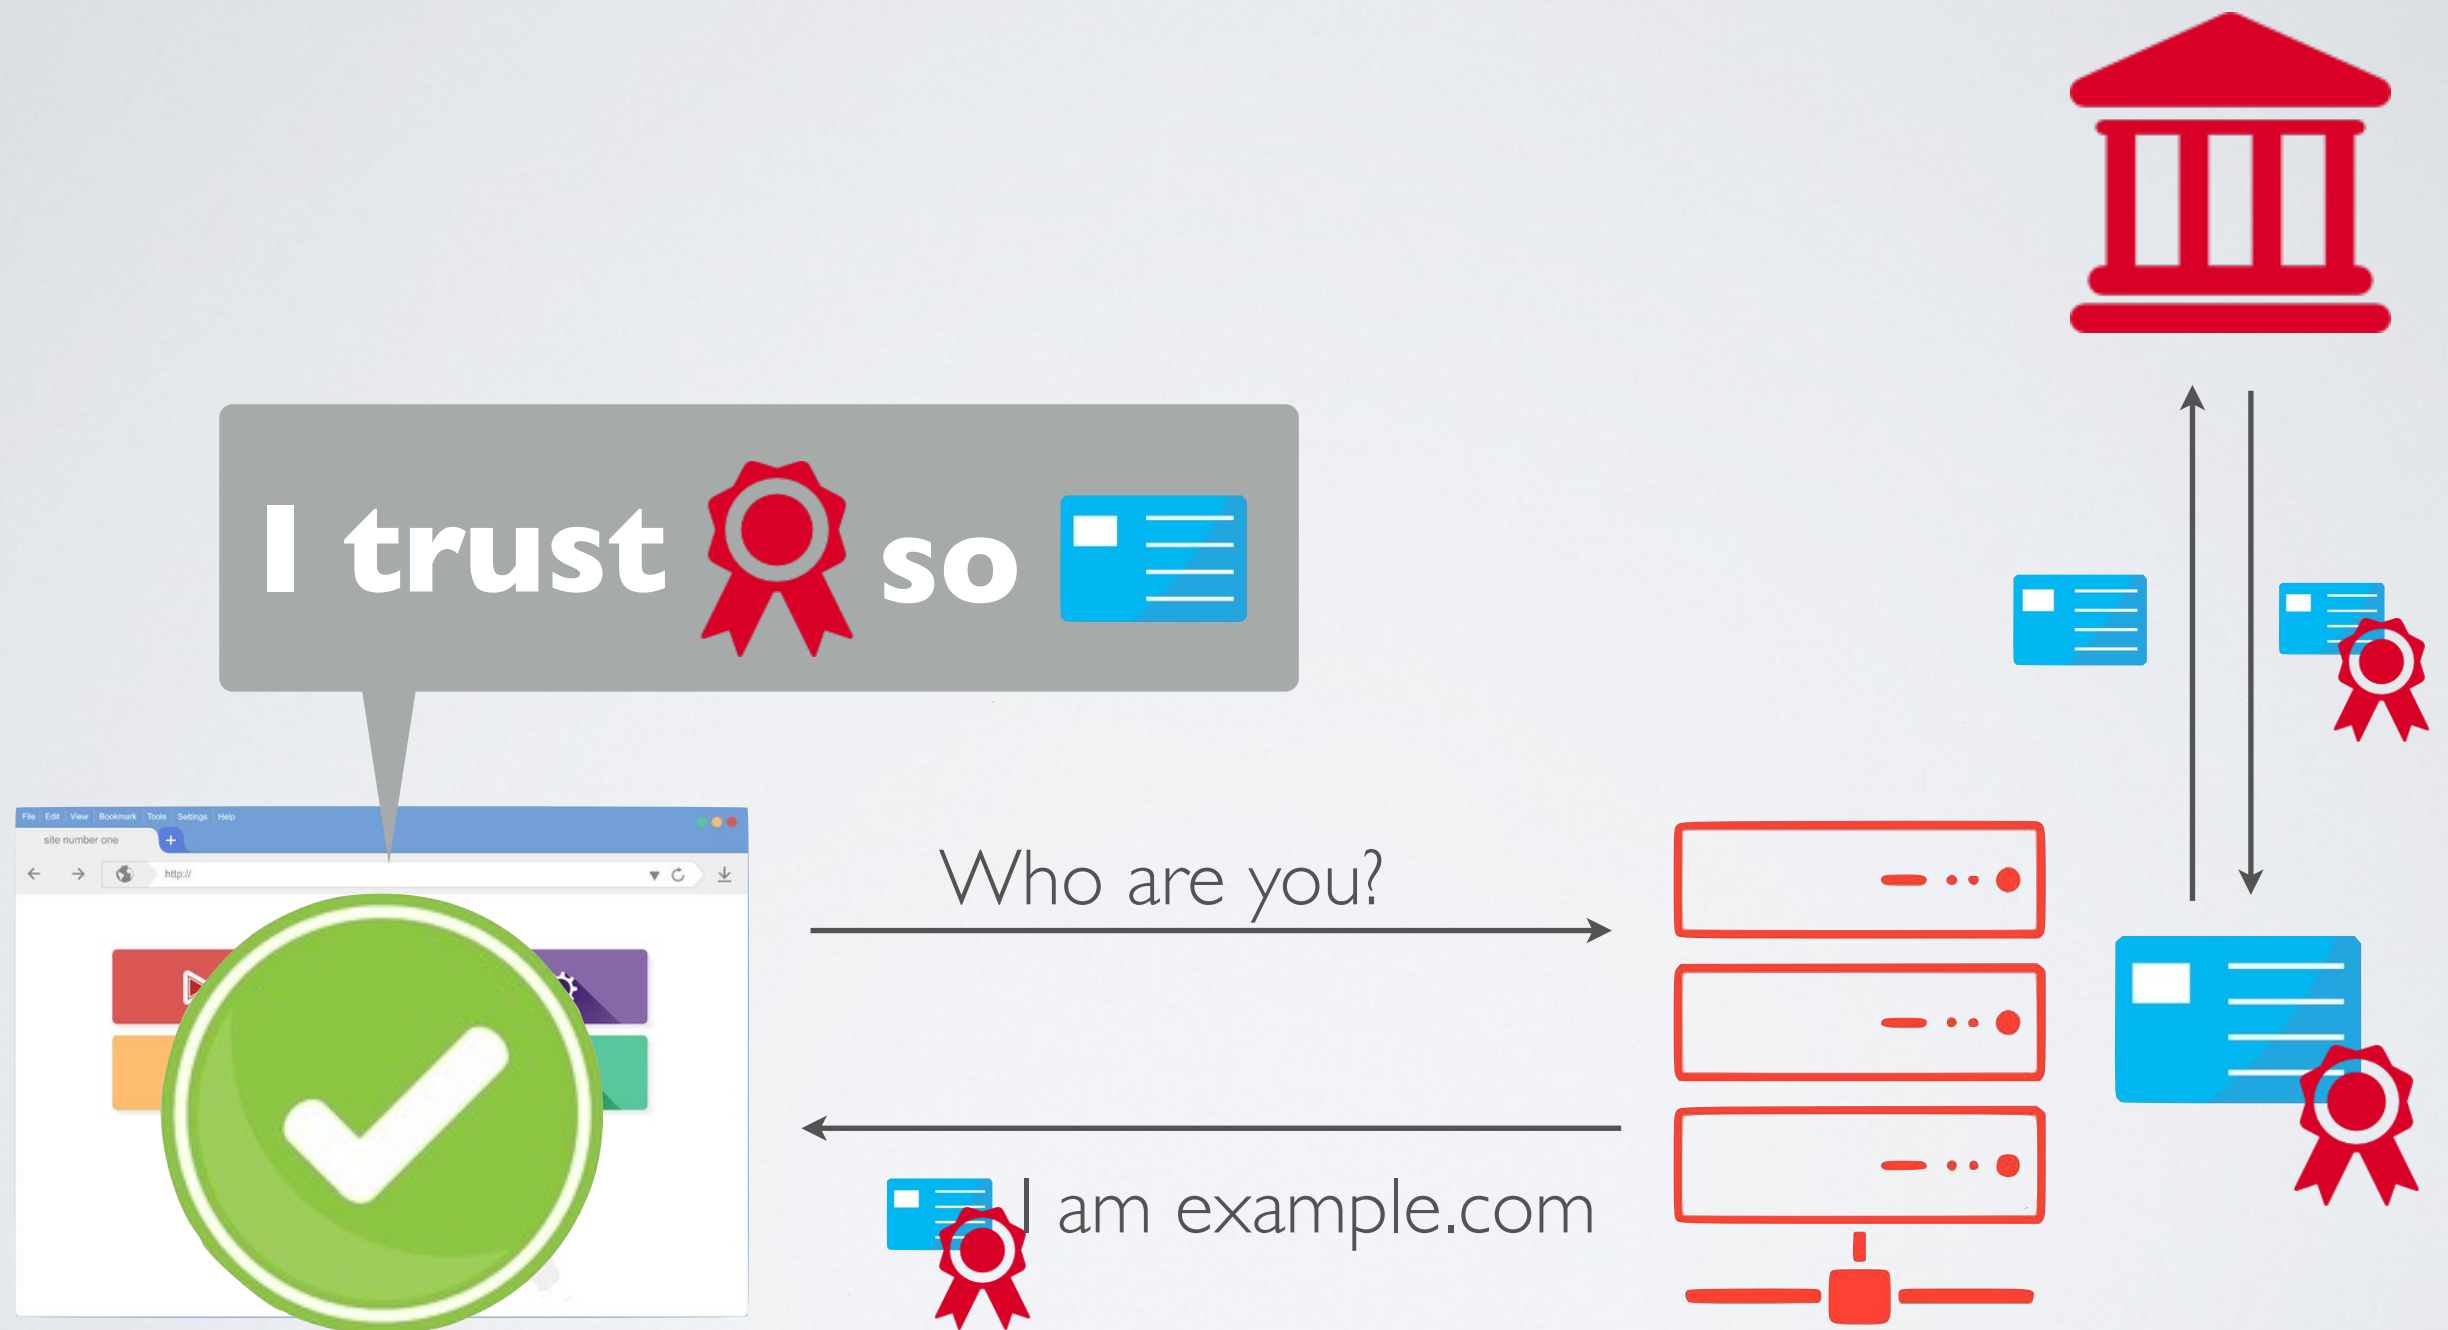 I trust so
File Edit View Bookmark Tools Settings Help
site number one +
http://
Who are you?
I am example.com